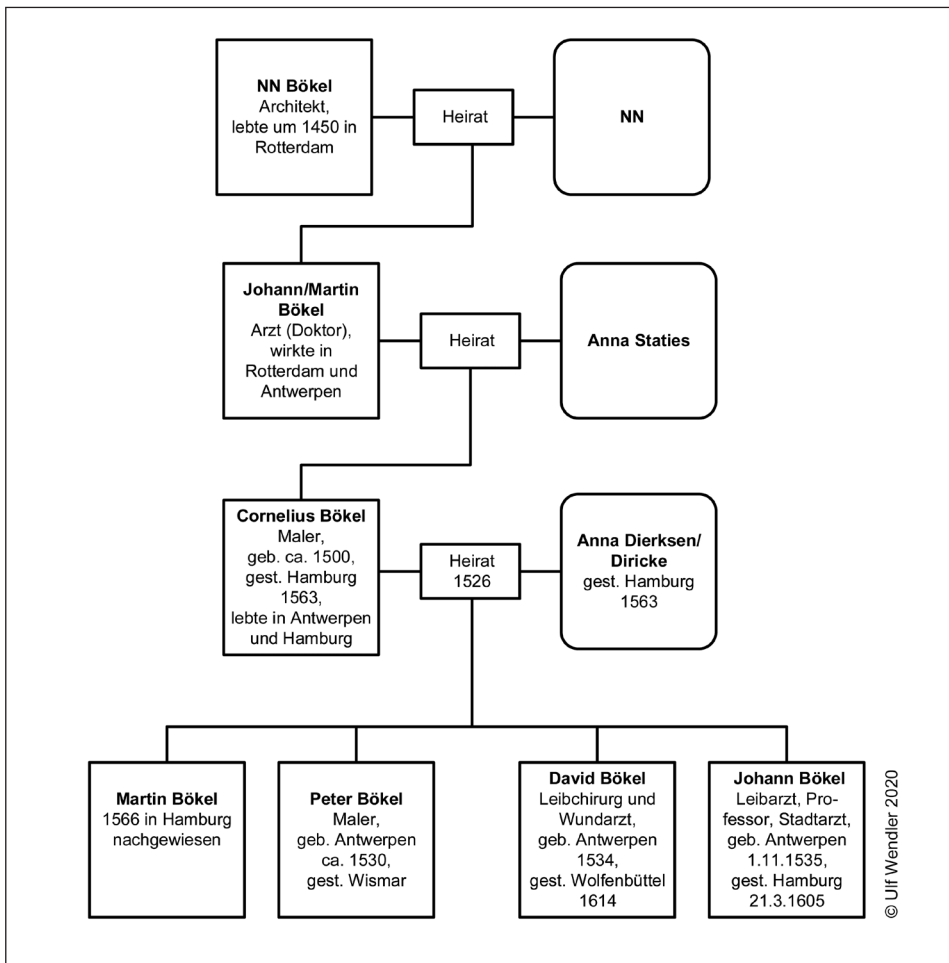 NN Bökel
Architekt,
lebte um 1450 in
Rotterdam
Heirat
NN
Johann/Martin
Bökel
Arzt (Doktor),
wirkte in
Rotterdam und
Antwerpen
Heirat
Anna Staties
Cornelius Bökel
Maler,
geb. ca. 1500,
gest. Hamburg
1563,
lebte in Antwerpen
und Hamburg
Heirat
1526
Anna Dierksen/
Diricke
gest. Hamburg
1563
Martin Bökel
1566 in Hamburg
nachgewiesen
Peter Bökel
Maler,
geb. Antwerpen
ca. 1530,
gest. Wismar
David Bökel
Leibchirurg und
Wundarzt,
geb. Antwerpen
1534,
gest. Wolfenbüttel
1614
Johann Bökel
Leibarzt, Pro-
fessor, Stadtarzt,
geb. Antwerpen
1.11.1535,
gest. Hamburg
21.3.1605
© Ulf Wendler 2020